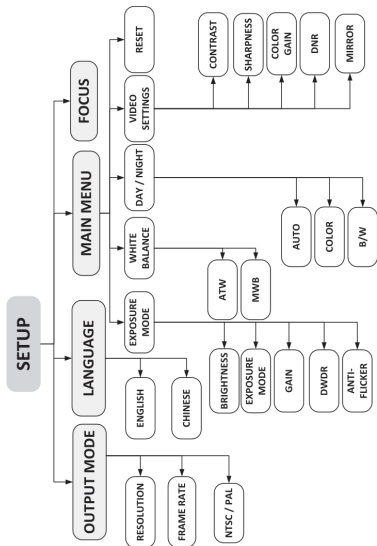 SETUP
OUTPUT MODE
LANGUAGE
MAIN MENU
FOCUS
RESOLUTION
FRAME RATE
NTSC / PAL
ENGLISH
CHINESE
EXPOSURE
MODE
WHITE
BALANCE
DAY / NIGHT
VIDEO
SETTINGS
RESET
BRIGHTNESS
EXPOSURE
MODE
GAIN
DWDR
ANTI-
FLICKER
ATW
MWB
AUTO
COLOR
B/W
CONTRAST
SHARPNESS
COLOR
GAIN
DNR
MIRROR